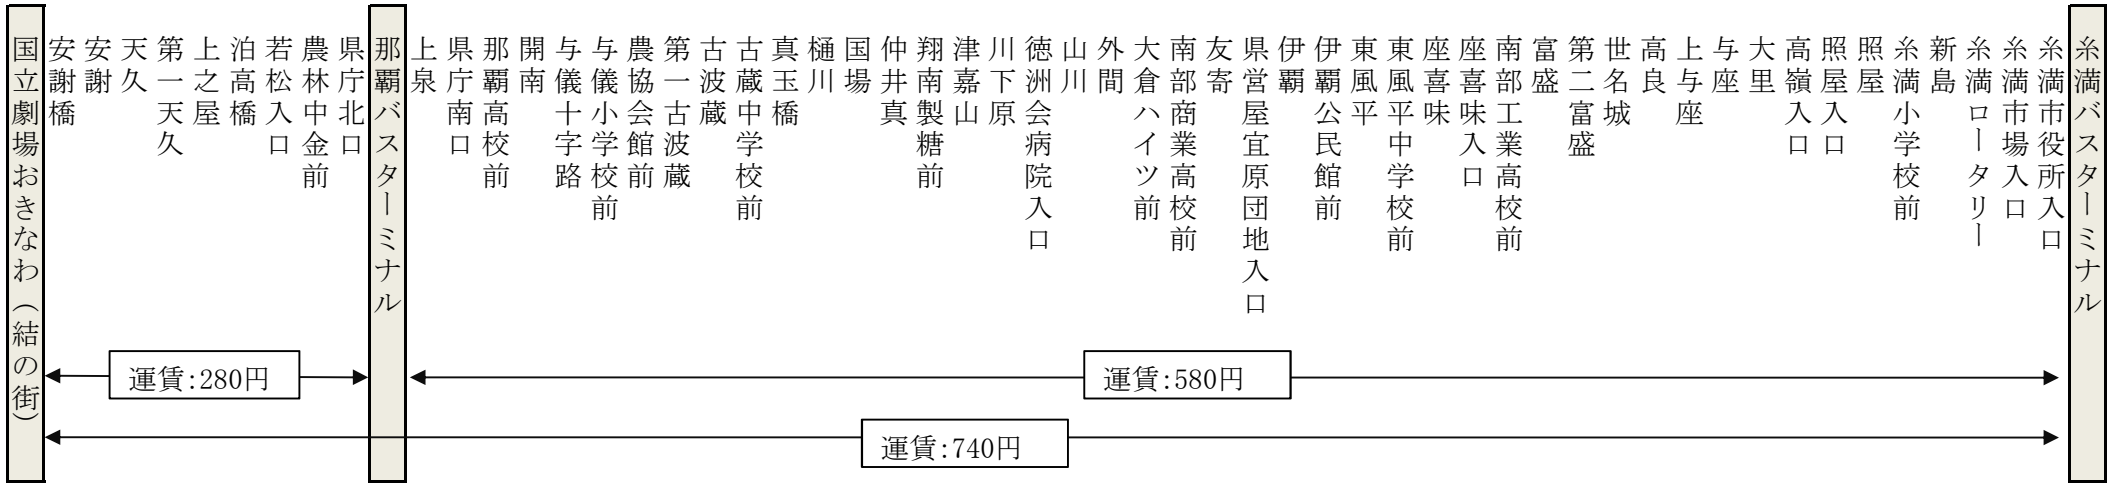 国立劇場おきなわ（結の街）
安謝橋
安謝
天久
第一天久
上之屋
泊高橋
若松入口
農林中金前
県庁北口
那覇バスターミナル
上泉
県庁南口
那覇高校前
開南
与儀十字路
与儀小学校前
農協会館前
第一古波蔵
古波蔵
古蔵中学校前
真玉橋
樋川
国場
仲井真
翔南製糖前
津嘉山
川下原
徳洲会病院入口
山川
外間
大倉ハイツ前
南部商業高校前
友寄
県営屋宜原団地入口
伊覇
伊覇公民館前
東風平
東風平中学校前
座喜味
座喜味入口
南部工業高校前
富盛
第二富盛
世名城
高良
上与座
与座
大里
高嶺入口
照屋入口
照屋
糸満小学校前
新島
糸満ロータリー
糸満市場入口
糸満市役所入口
糸満バスターミナル
運賃:280円
運賃:580円
運賃:740円